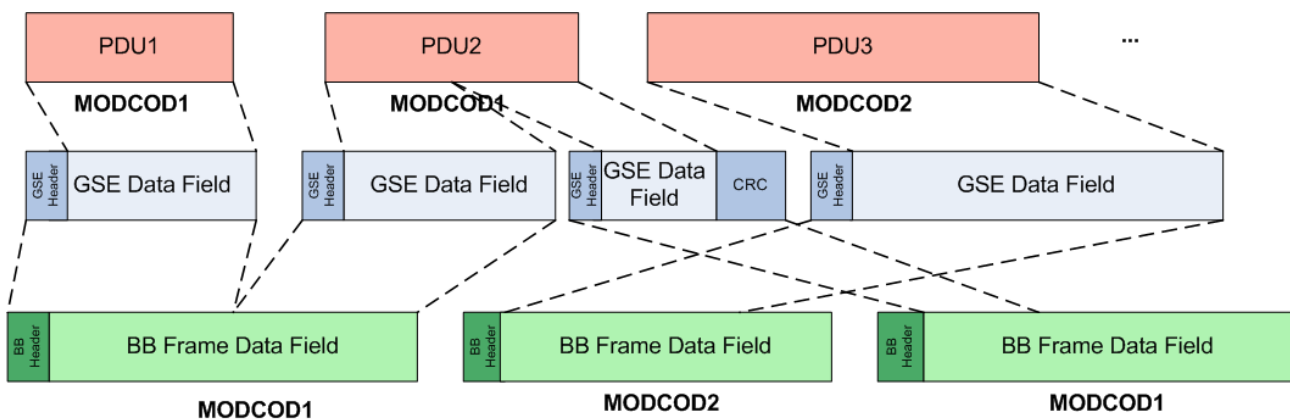 PDU1
PDU2
PDU3
...
MODCOD1
MODCOD1
MODCOD2
GSE
Header
GSE Data Field
GSE
Header
GSE Data Field
GSE
Header
GSE Data
Field
CRC
GSE
Header
GSE Data Field
BB
Header
BB Frame Data Field
BB
Header
BB Frame Data Field
BB
Header
BB Frame Data Field
MODCOD1
MODCOD2
MODCOD1